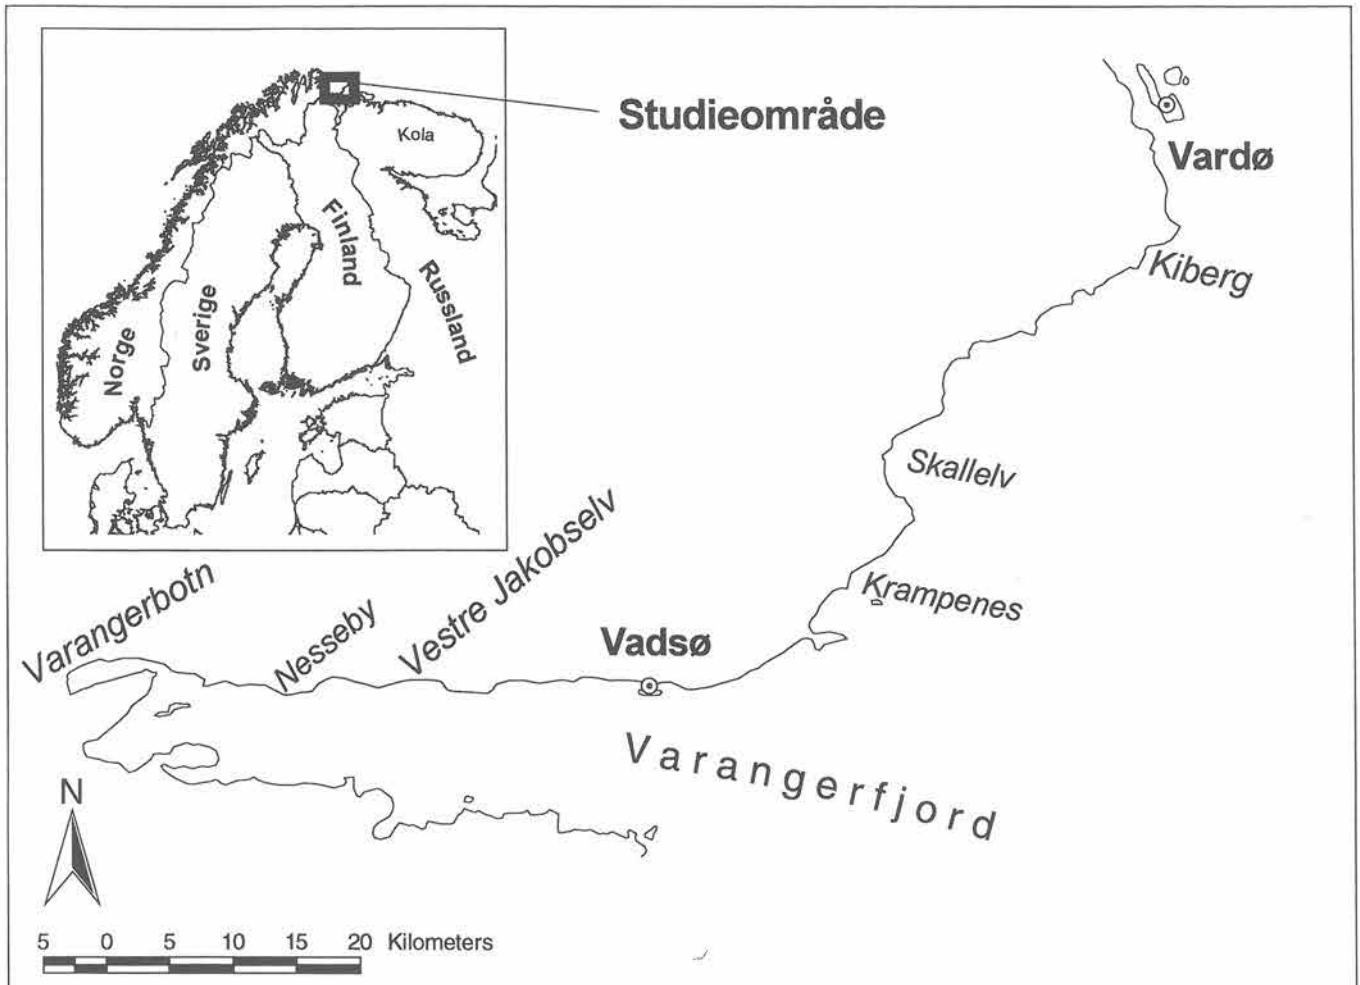 Studieområde
Kola
Finland
Russland
Sverige
Norge
Vardø
Kiberg
Skallelv
Krampenes
Varangerbotn
Nesseby
Vestre Jakobselv
Vadsø
Varangerfjord
N
5 0 5 10 15 20 Kilometers